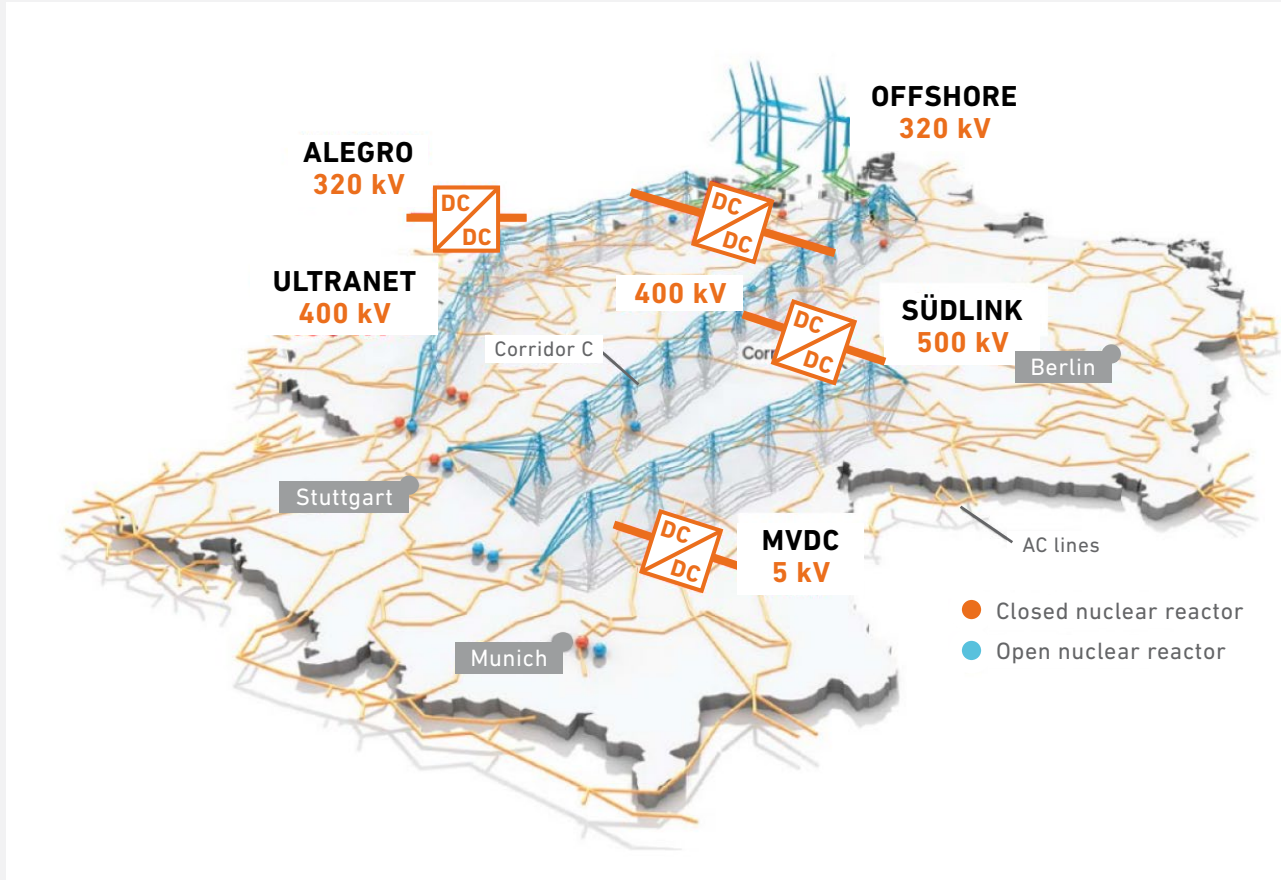 OFFSHORE
320 kV
ALEGRO
320 kV
DC
DC
DC
DC
ULTRANET
400 kV
400 kV
DC
DC
SÜDLINK
500 kV
Corridor C
Berlin
Stuttgart
DC
DC
MVDC
5 kV
AC lines
Closed nuclear reactor
Open nuclear reactor
Munich